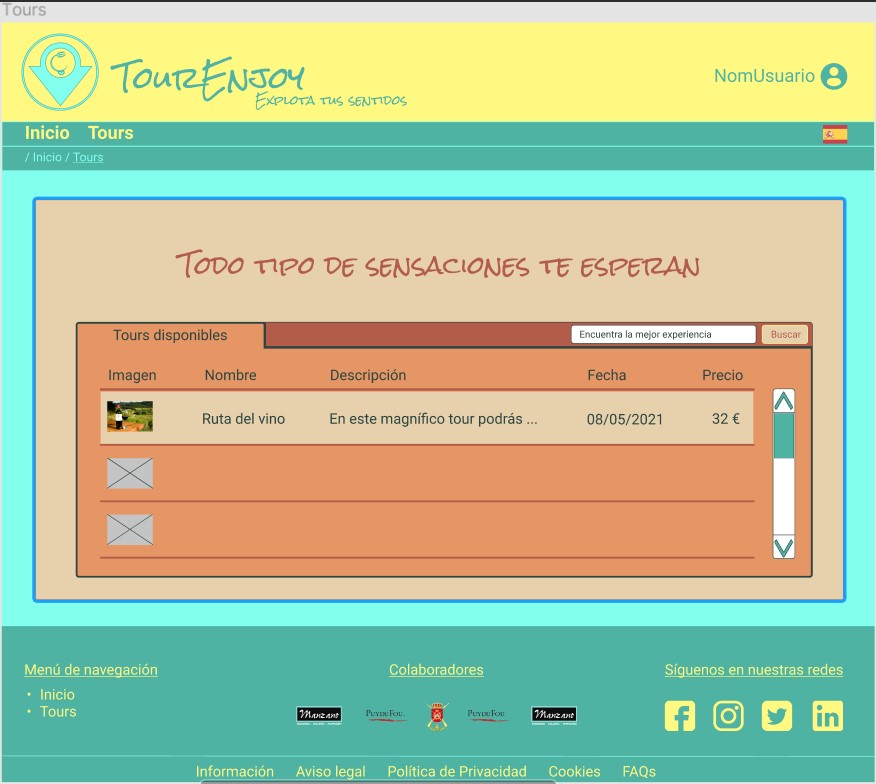 Tours
TourEnjoy
Explota tus sentidos
NomUsuario
Inicio Tours
/ Inicio / Tours
Todo tipo de sensaciones te esperan
Tours disponibles
Encuentra la mejor experiencia
Buscar
Imagen Nombre Descripción Fecha Precio
Ruta del vino En este magnífico tour podrás ... 08/05/2021 32 €
Menú de navegación
• Inicio
• Tours
Colaboradores
Manzano PUYDUFOU PUYDUFOU Manzano
Síguenos en nuestras redes
Información Aviso legal Política de Privacidad Cookies FAQs